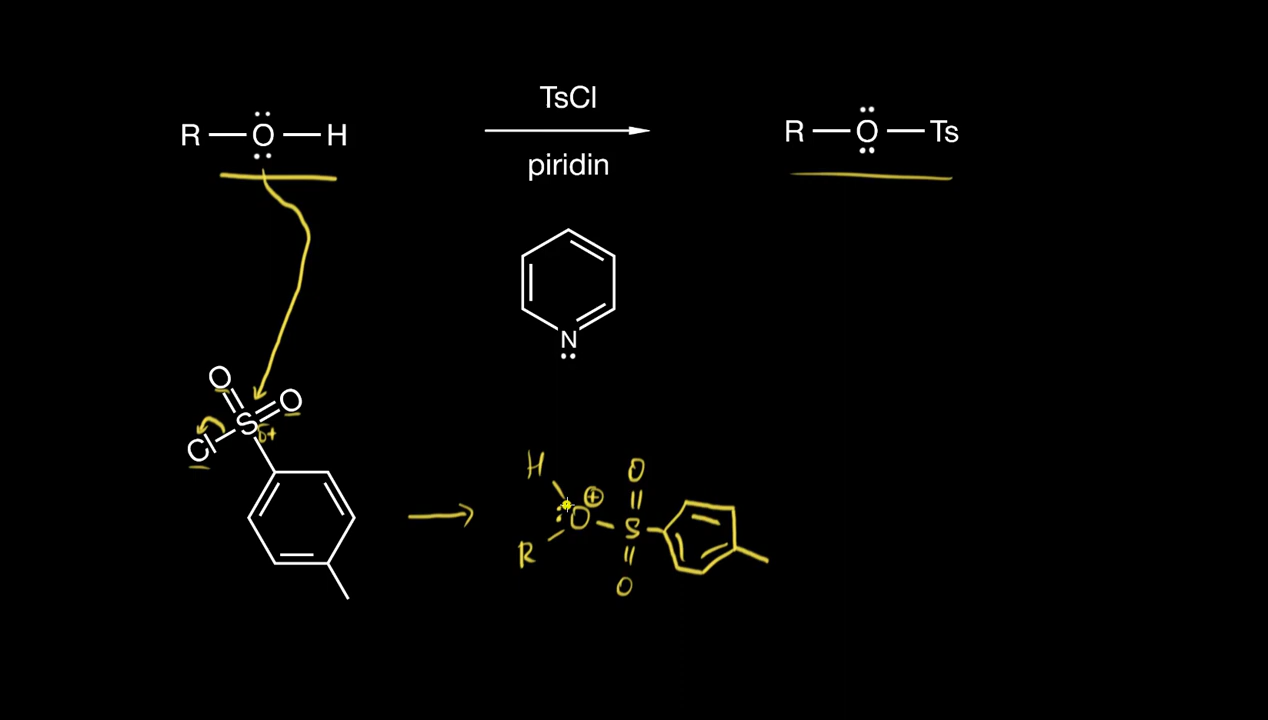 TsCl
R — O — H
R — O — Ts
piridin
N
O
O
S
δ+
Cl
H
O
⊕
O
S
R
O